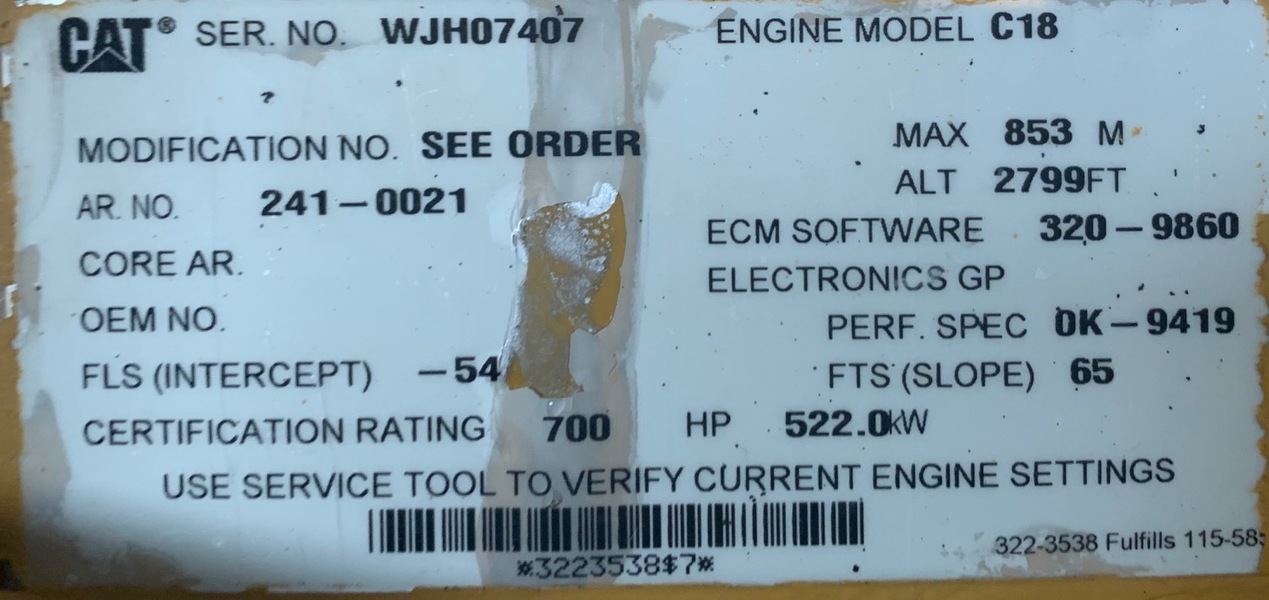 CAT® SER. NO. WJH07407 ENGINE MODEL C18
MODIFICATION NO. SEE ORDER MAX 853 M
AR. NO. 241-0021 ALT 2799FT
CORE AR. ECM SOFTWARE 320-9860
ELECTRONICS GP
OEM NO. PERF. SPEC 0K-9419
FLS (INTERCEPT) -54 FTS (SLOPE) 65
CERTIFICATION RATING 700 HP 522.0kW
USE SERVICE TOOL TO VERIFY CURRENT ENGINE SETTINGS
*3223538$7*
322-3538 Fulfills